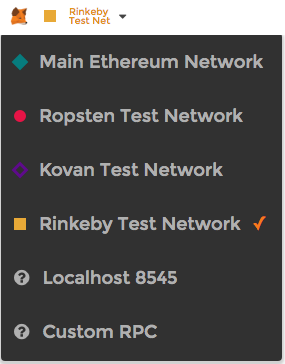 Rinkeby
Test Net
Main Ethereum Network
Ropsten Test Network
Kovan Test Network
Rinkeby Test Network
Localhost 8545
Custom RPC